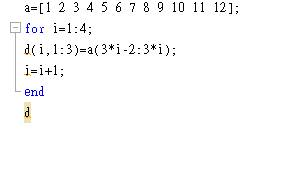 a=[1 2 3 4 5 6 7 8 9 10 11 12];
for i=1:4;
d(i,1:3)=a(3*i-2:3*i);
i=i+1;
end
d